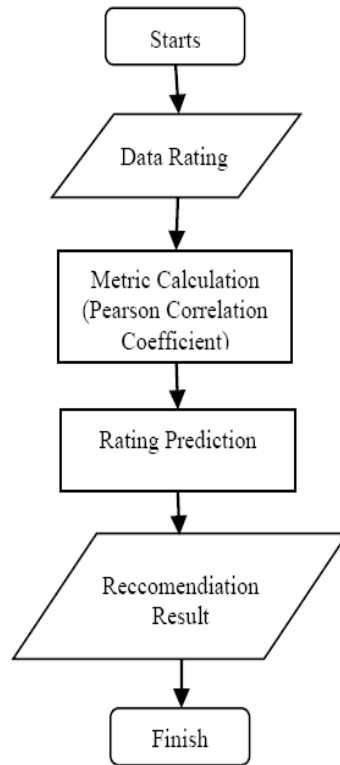 Starts
Data Rating
Metric Calculation
(Pearson Correlation
Coefficient)
Rating Prediction
Reccomendiation
Result
Finish